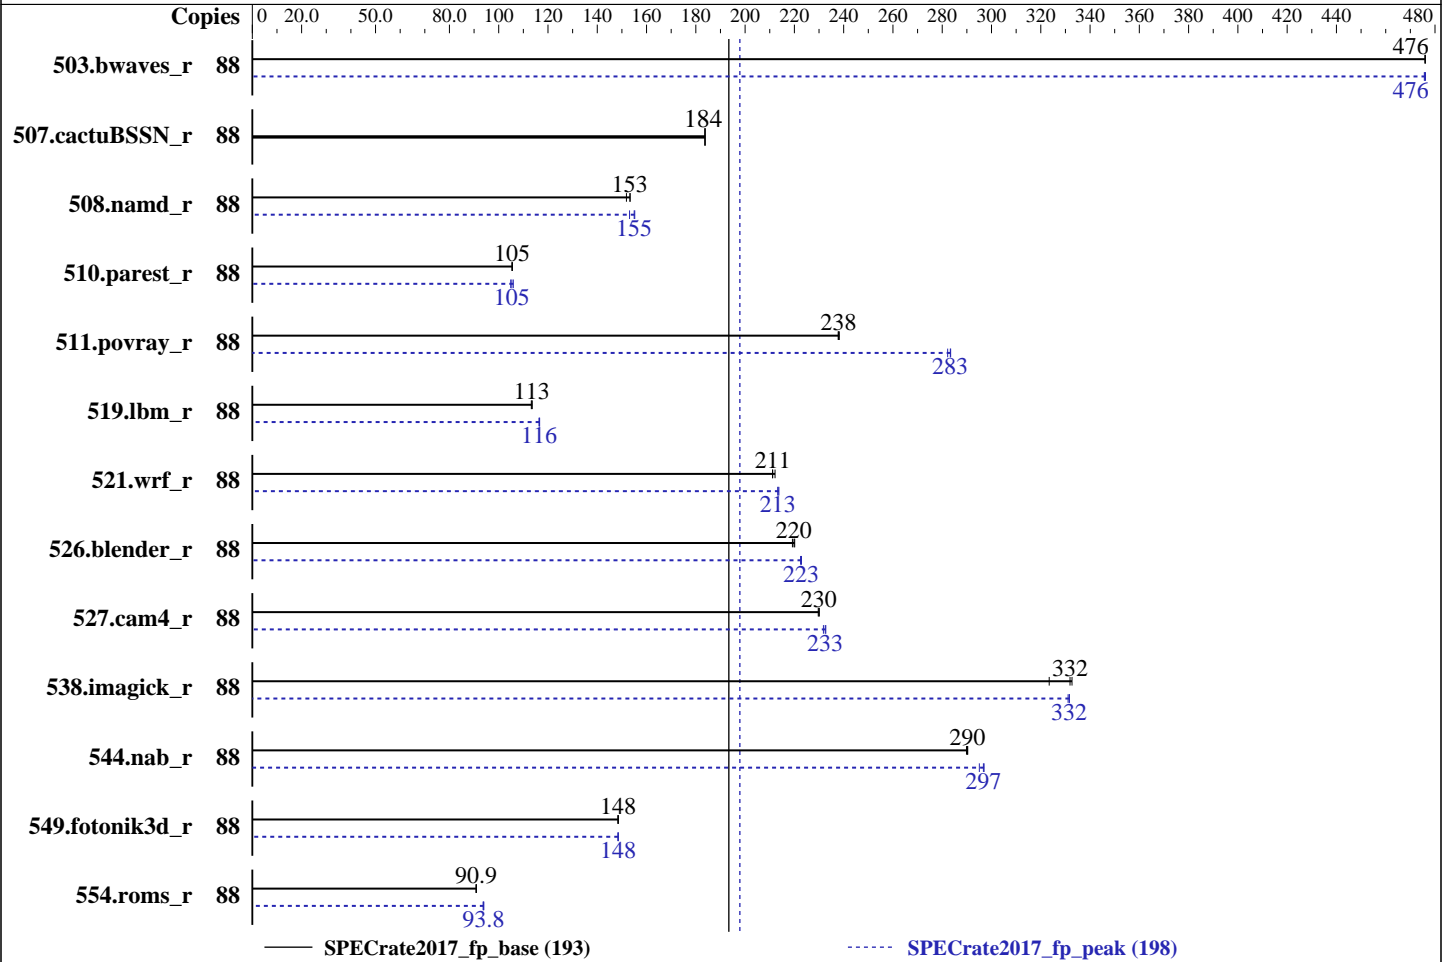 Copies 0 20.0 50.0 80.0 100 120 140 160 180 200 220 240 260 280 300 320 340 360 380 400 420 440 480
476
503.bwaves_r 88
476
184
507.cactuBSSN_r 88
153
508.namd_r 88
155
105
510.parest_r 88
105
238
511.povray_r 88
283
113
519.lbm_r 88
116
211
521.wrf_r 88
213
220
526.blender_r 88
223
230
527.cam4_r 88
233
332
538.imagick_r 88
332
290
544.nab_r 88
297
148
549.fotonik3d_r 88
148
90.9
554.roms_r 88
93.8
SPECrate2017_fp_base (193) SPECrate2017_fp_peak (198)